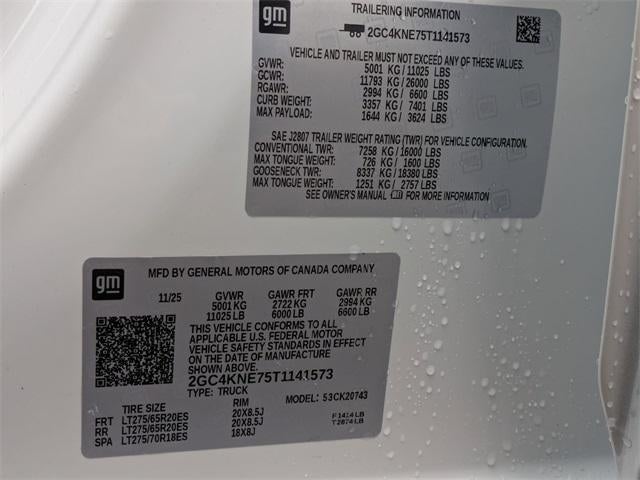 gm
TRAILERING INFORMATION
2GC4KNE75T1141573
VEHICLE AND TRAILER MUST NOT EXCEED ANY OF THESE VALUES.
GVWR: 5001 KG / 11025 LBS
GCWR: 11793 KG / 26000 LBS
RGAWR: 2994 KG / 6600 LBS
CURB WEIGHT: 3357 KG / 7401 LBS
MAX PAYLOAD: 1644 KG / 3624 LBS
SAE J2807 TRAILER WEIGHT RATING (TWR) FOR VEHICLE CONFIGURATION.
CONVENTIONAL TWR: 7258 KG / 16000 LBS
MAX TONGUE WEIGHT: 726 KG / 1600 LBS
GOOSENECK TWR: 8337 KG / 18380 LBS
MAX TONGUE WEIGHT: 1251 KG / 2757 LBS
SEE OWNER'S MANUAL FOR MORE INFORMATION
gm
MFD BY GENERAL MOTORS OF CANADA COMPANY
11/25 GVWR GAWR FRT GAWR RR
5001 KG 2722 KG 2994 KG
11025 LB 6000 LB 6600 LB
THIS VEHICLE CONFORMS TO ALL
APPLICABLE U.S. FEDERAL MOTOR
VEHICLE SAFETY STANDARDS IN EFFECT
ON THE DATE OF MANUFACTURE
SHOWN ABOVE.
2GC4KNE75T1141573
TYPE: TRUCK MODEL: 53CK20743
TIRE SIZE RIM
FRT LT275/65R20ES 20X8.5J F1414 LB
RR LT275/65R20ES 20X8.5J T2674 LB
SPA LT275/70R18ES 18X8J